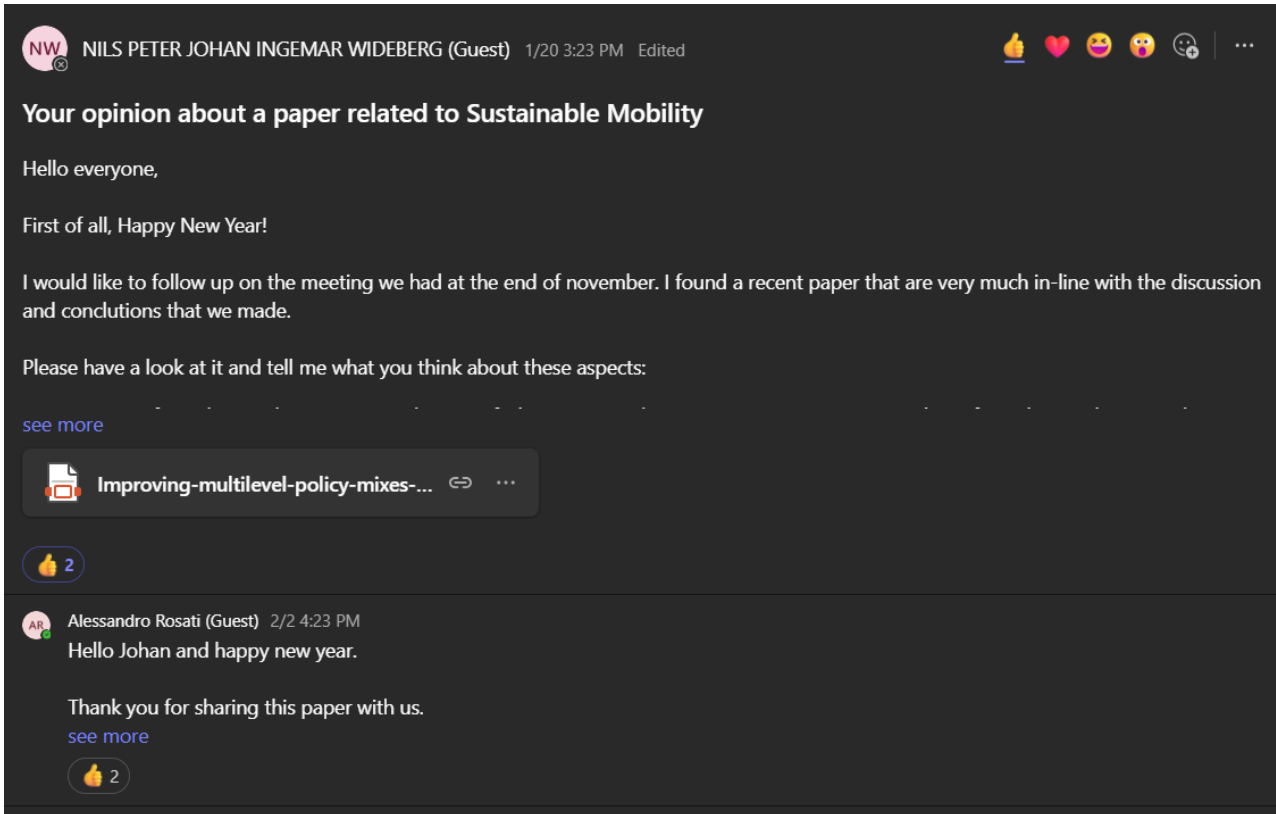 NW NILS PETER JOHAN INGEMAR WIDEBERG (Guest) 1/20 3:23 PM Edited
Your opinion about a paper related to Sustainable Mobility
Hello everyone,
First of all, Happy New Year!
I would like to follow up on the meeting we had at the end of november. I found a recent paper that are very much in-line with the discussion
and conclutions that we made.
Please have a look at it and tell me what you think about these aspects:
see more
Improving-multilevel-policy-mixes-...
2
AR Alessandro Rosati (Guest) 2/2 4:23 PM
Hello Johan and happy new year.
Thank you for sharing this paper with us.
see more
2